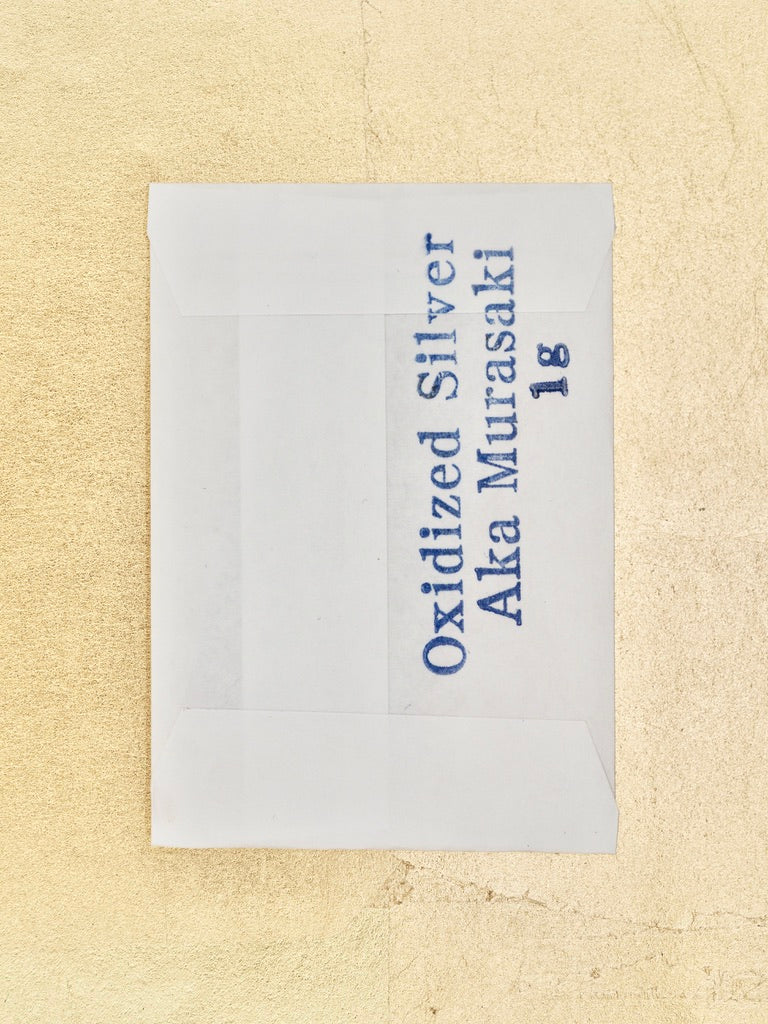 Oxidized Silver
Aka Murasaki
1g